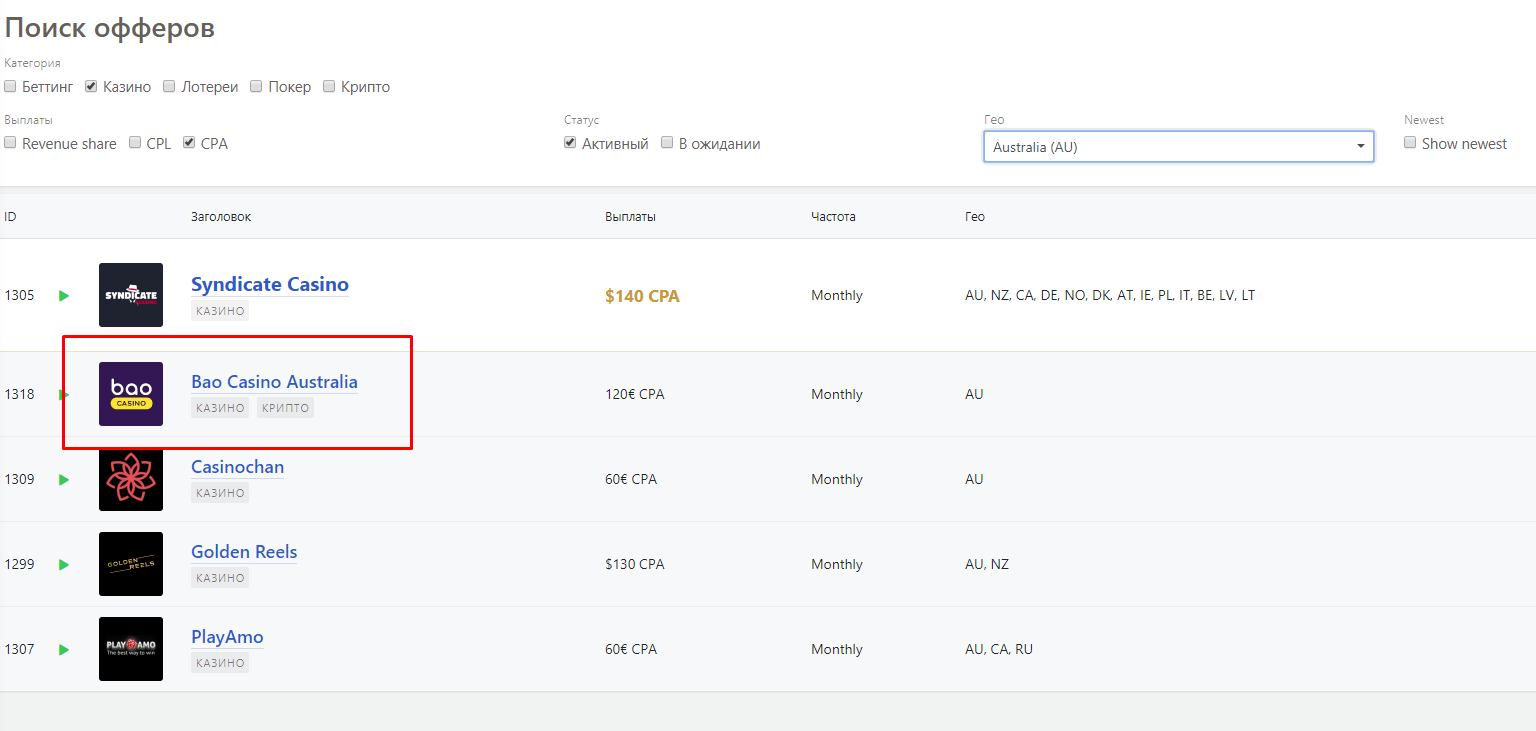 Поиск офферов
Категория
Беттинг Казино Лотереи Покер Крипто
Выплаты Статус Гео Newest
Revenue share CPL CPA Активный В ожидании Australia (AU) Show newest
ID Заголовок Выплаты Частота Гео
1305 SYNDICATE CASINO Syndicate Casino $140 CPA Monthly AU, NZ, CA, DE, NO, DK, AT, IE, PL, IT, BE, LV, LT
КАЗИНО
1318 bao CASINO Bao Casino Australia 120€ CPA Monthly AU
КАЗИНО КРИПТО
1309 Casinochan 60€ CPA Monthly AU
КАЗИНО
1299 GOLDEN REELS Golden Reels $130 CPA Monthly AU, NZ
КАЗИНО
1307 PLAYAMO The best way to win PlayAmo 60€ CPA Monthly AU, CA, RU
КАЗИНО